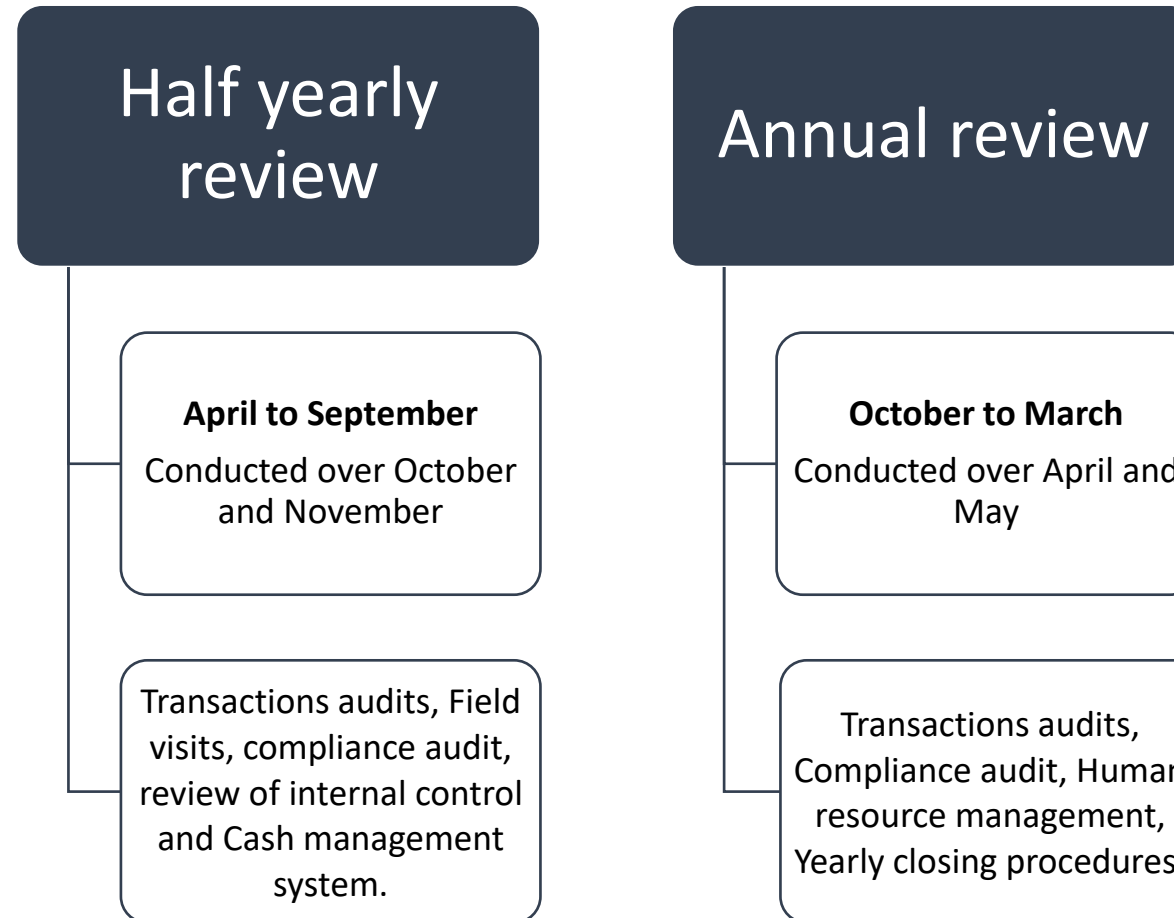 Half yearly
review
April to September
Conducted over October
and November
Transactions audits, Field
visits, compliance audit,
review of internal control
and Cash management
system.
Annual review
October to March
Conducted over April and
May
Transactions audits,
Compliance audit, Human
resource management,
Yearly closing procedures